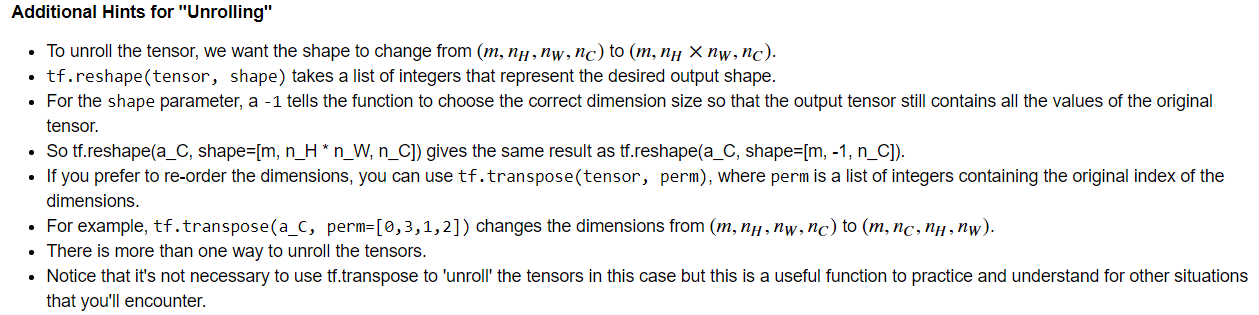 Additional Hints for "Unrolling"
• To unroll the tensor, we want the shape to change from (m, n_H, n_W, n_C) to (m, n_H × n_W, n_C).
• tf.reshape(tensor, shape) takes a list of integers that represent the desired output shape.
• For the shape parameter, a -1 tells the function to choose the correct dimension size so that the output tensor still contains all the values of the original
tensor.
• So tf.reshape(a_C, shape=[m, n_H * n_W, n_C]) gives the same result as tf.reshape(a_C, shape=[m, -1, n_C]).
• If you prefer to re-order the dimensions, you can use tf.transpose(tensor, perm), where perm is a list of integers containing the original index of the
dimensions.
• For example, tf.transpose(a_C, perm=[0,3,1,2]) changes the dimensions from (m, n_H, n_W, n_C) to (m, n_C, n_H, n_W).
• There is more than one way to unroll the tensors.
• Notice that it's not necessary to use tf.transpose to 'unroll' the tensors in this case but this is a useful function to practice and understand for other situations
that you'll encounter.